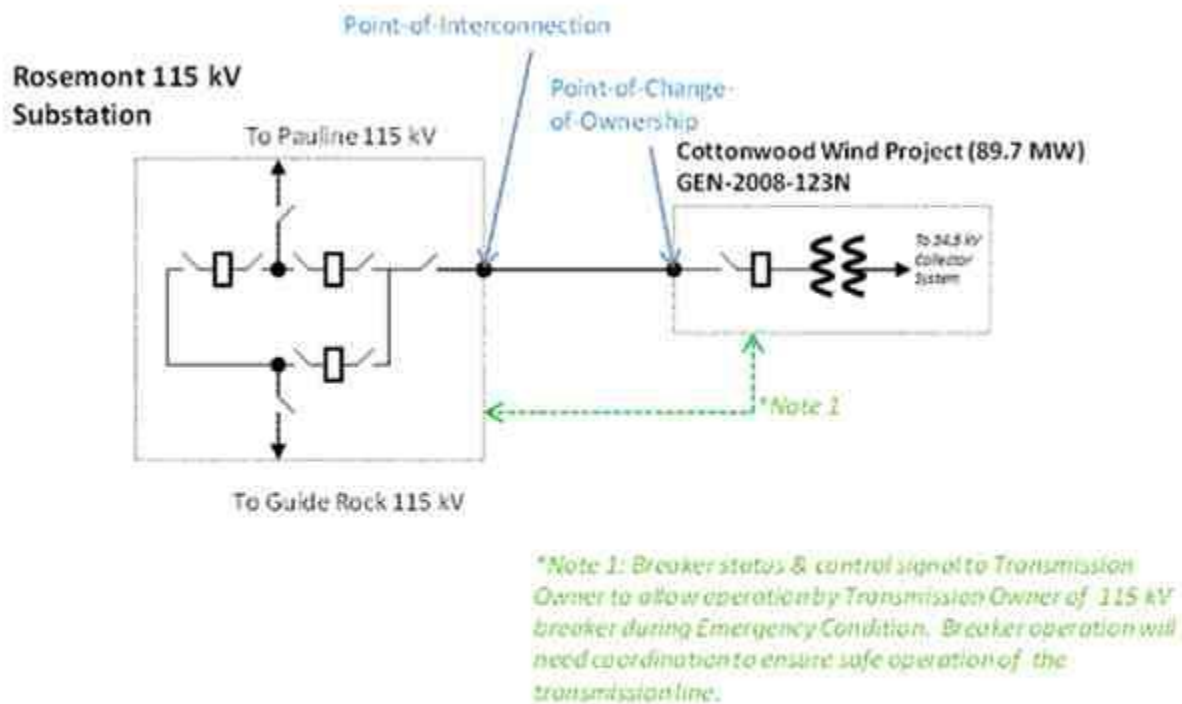 Point-of-Interconnection
Rosemont 115 kV
Substation
Point-of-Change-
of-Ownership
To Pauline 115 kV
Cottonwood Wind Project (89.7 MW)
GEN-2008-123N
To 34.5 kV
Collector
System
*Note 1
To Guide Rock 115 kV
*Note 1: Breaker status & control signal to Transmission
Owner to allow operation by Transmission Owner of 115 kV
breaker during Emergency Condition. Breaker operation will
need coordination to ensure safe operation of the
transmission line.